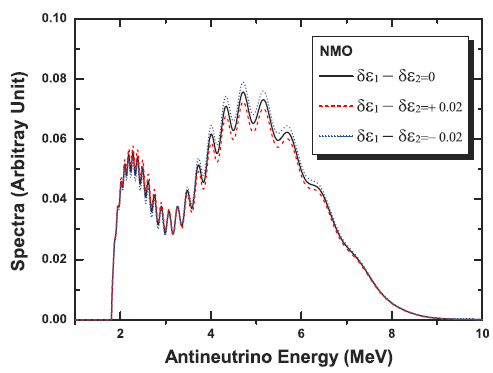 0.10
0.08
0.06
0.04
0.02
0.00
Spectra (Arbitray Unit)
NMO
δε₁ − δε₂=0
δε₁ − δε₂=+0.02
δε₁ − δε₂=−0.02
2 4 6 8 10
Antineutrino Energy (MeV)